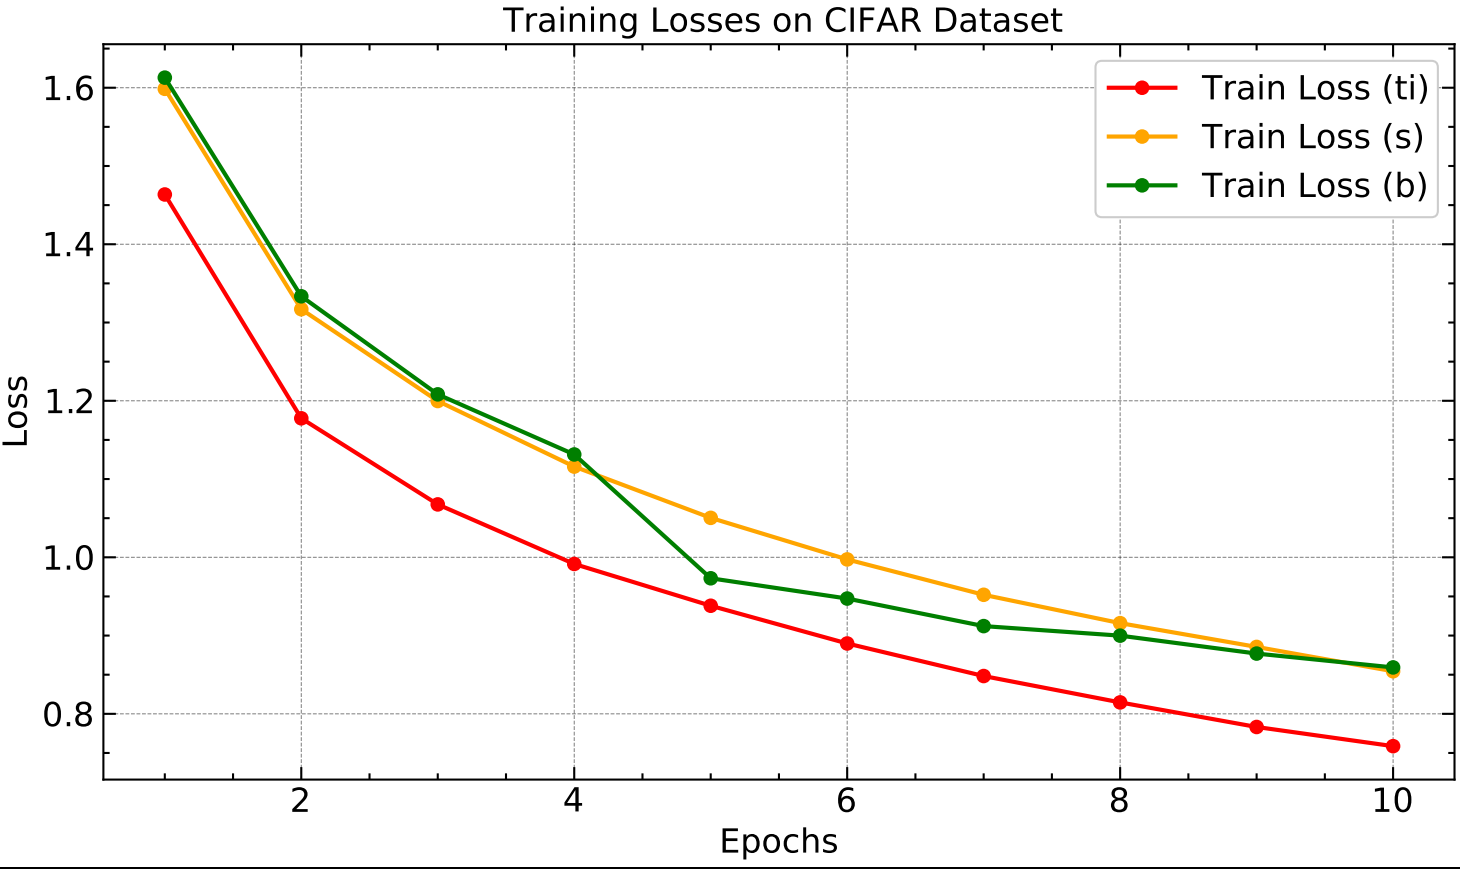 Training Losses on CIFAR Dataset
Train Loss (ti)
Train Loss (s)
Train Loss (b)
1.6
1.4
1.2
1.0
0.8
Loss
2 4 6 8 10
Epochs